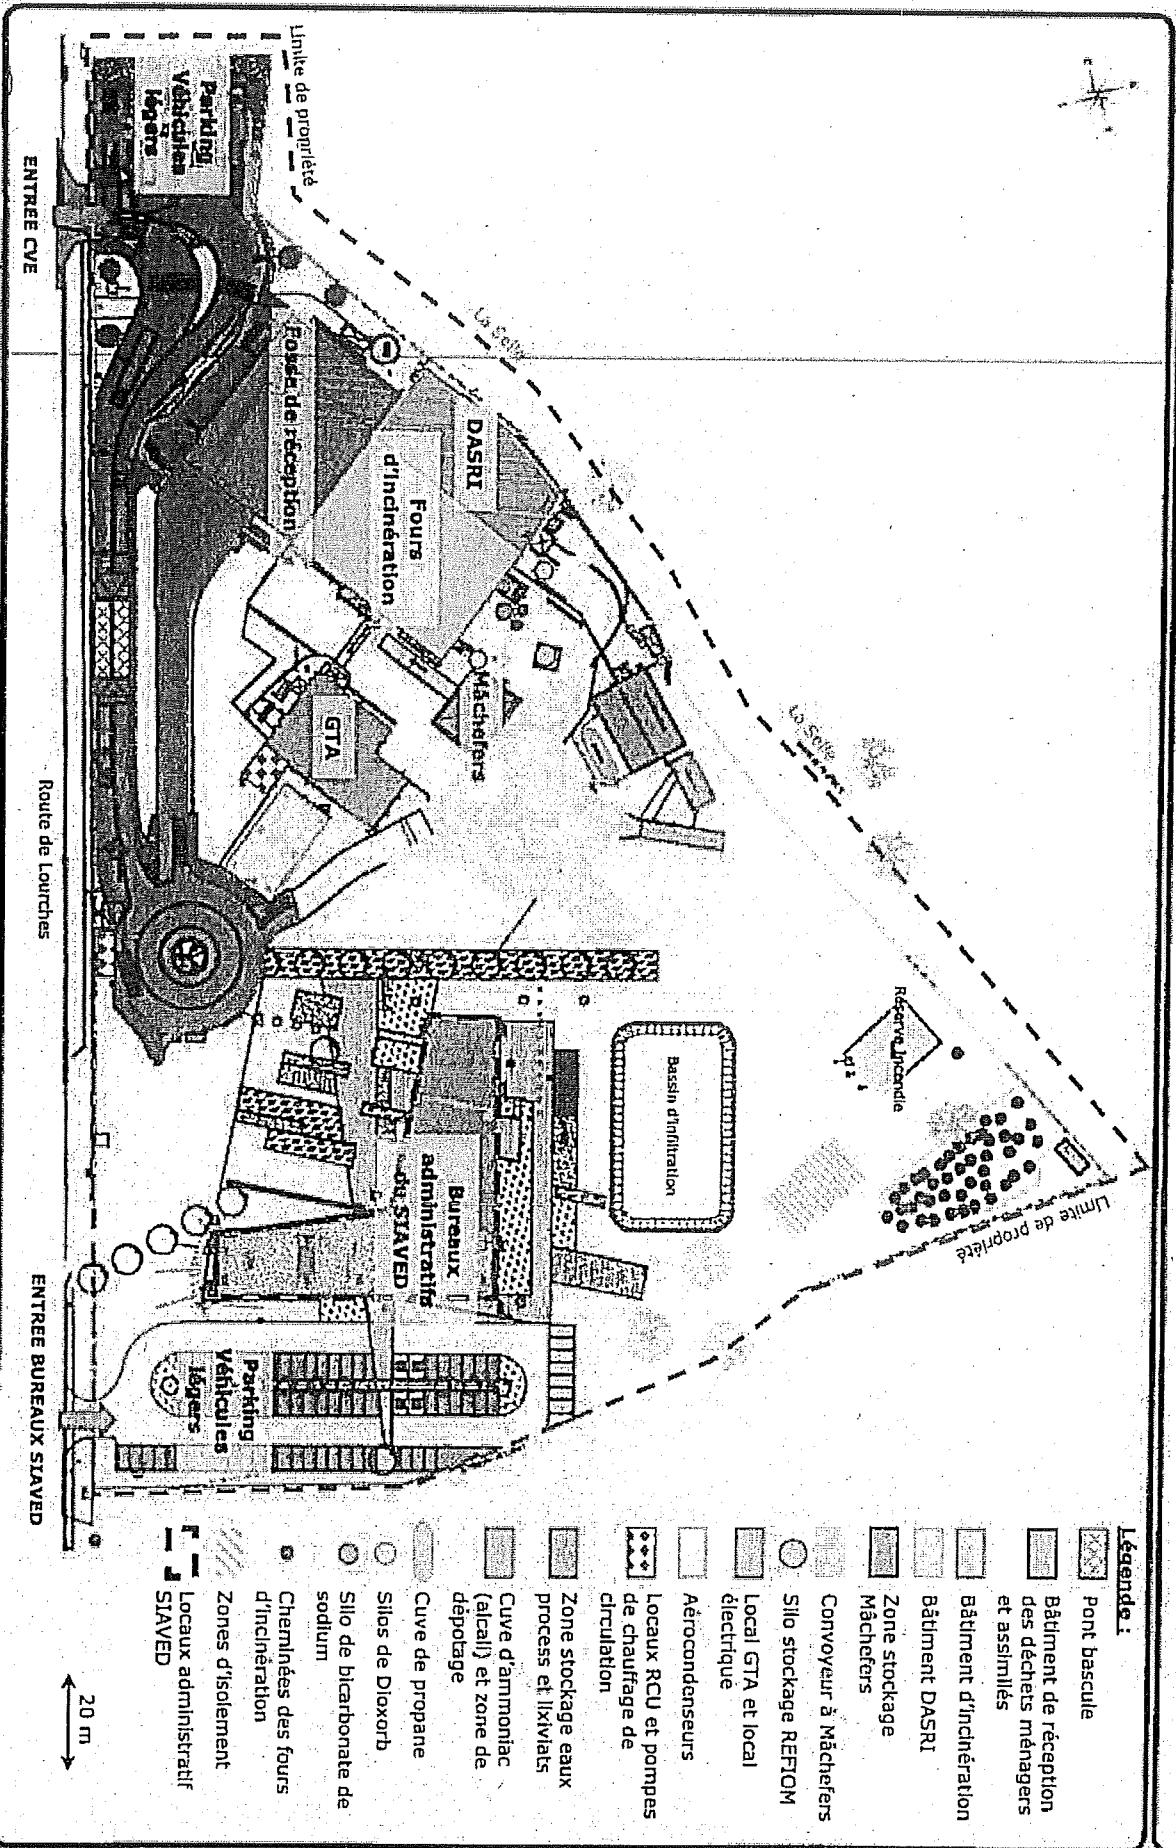 Limite de propriété
Parking
Véhicules
légers
ENTREE CVE
La Selle
Fosse de réception
DASRI
Fours
d'incinération
Mâchefers
GTA
Route de Lourches
La Selle
Réserve Incendie
Bassin d'infiltration
Limite de propriété
Bureaux
administratifs
du SIAVED
Parking
Véhicules
légers
ENTREE BUREAUX SIAVED
Légende :
Pont bascule
Bâtiment de réception
des déchets ménagers
et assimilés
Bâtiment d'incinération
Bâtiment DASRI
Zone stockage
Mâchefers
Convoyeur à Mâchefers
Silo stockage REFIOM
Local GTA et local
électrique
Aérocondenseurs
Locaux RCU et pompes
de chauffage de
circulation
Zone stockage eaux
process et lixiviats
Cuve d'ammoniac
(alcali) et zone de
dépotage
Cuve de propane
Silos de Dioxorb
Silo de bicarbonate de
sodium
Cheminées des fours
d'incinération
Zones d'isolement
Locaux administratif
SIAVED
20 m